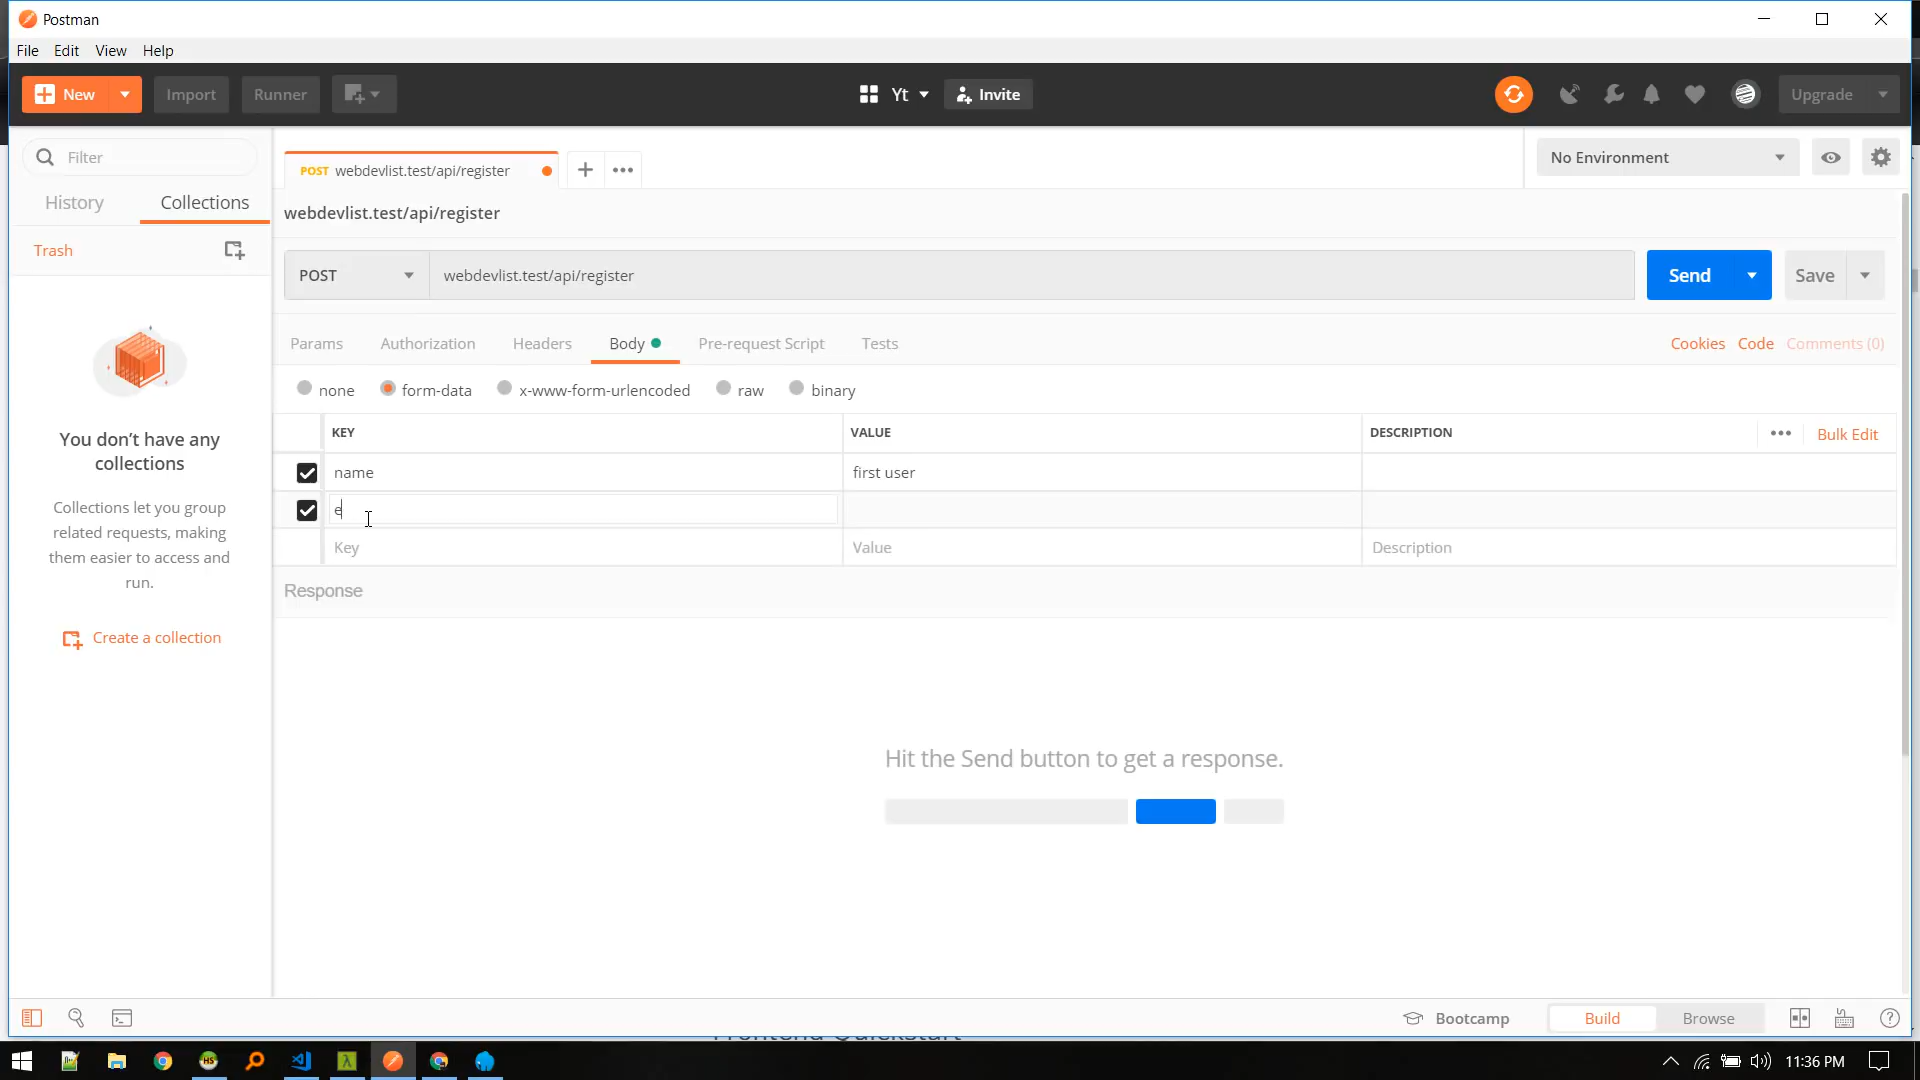 Postman
File Edit View Help
New Import Runner Yt Invite Upgrade
Filter
History Collections
Trash
You don’t have any
collections
Collections let you group
related requests, making
them easier to access and
run.
Create a collection
POST webdevlist.test/api/register
No Environment
webdevlist.test/api/register
POST webdevlist.test/api/register Send Save
Params Authorization Headers Body Pre-request Script Tests Cookies Code Comments (0)
none form-data x-www-form-urlencoded raw binary
KEY VALUE DESCRIPTION Bulk Edit
name first user
e
Key Value Description
Response
Hit the Send button to get a response.
Bootcamp Build Browse
11:36 PM